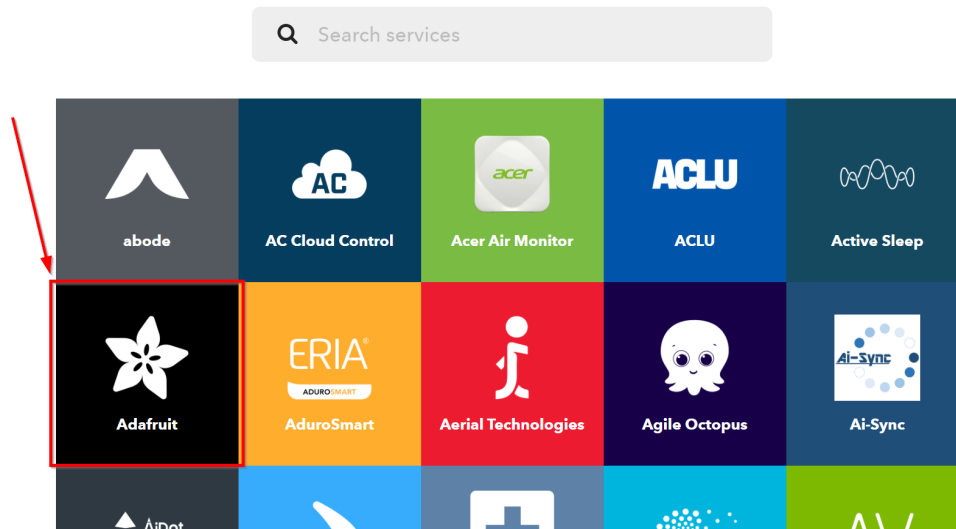 Search services
AC
acer
ACLU
abode
AC Cloud Control
Acer Air Monitor
ACLU
Active Sleep
ERIA®
ADUROSMART
Ai-Sync
Adafruit
AduroSmart
Aerial Technologies
Agile Octopus
Ai-Sync
AiDot